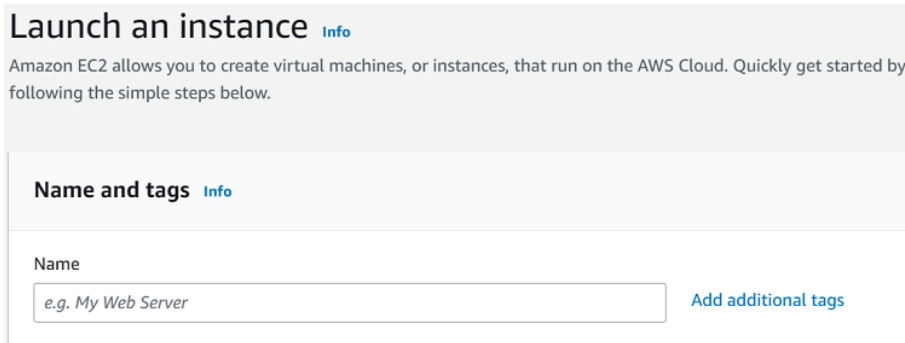 Launch an instance Info
Amazon EC2 allows you to create virtual machines, or instances, that run on the AWS Cloud. Quickly get started by
following the simple steps below.
Name and tags Info
Name
e.g. My Web Server Add additional tags